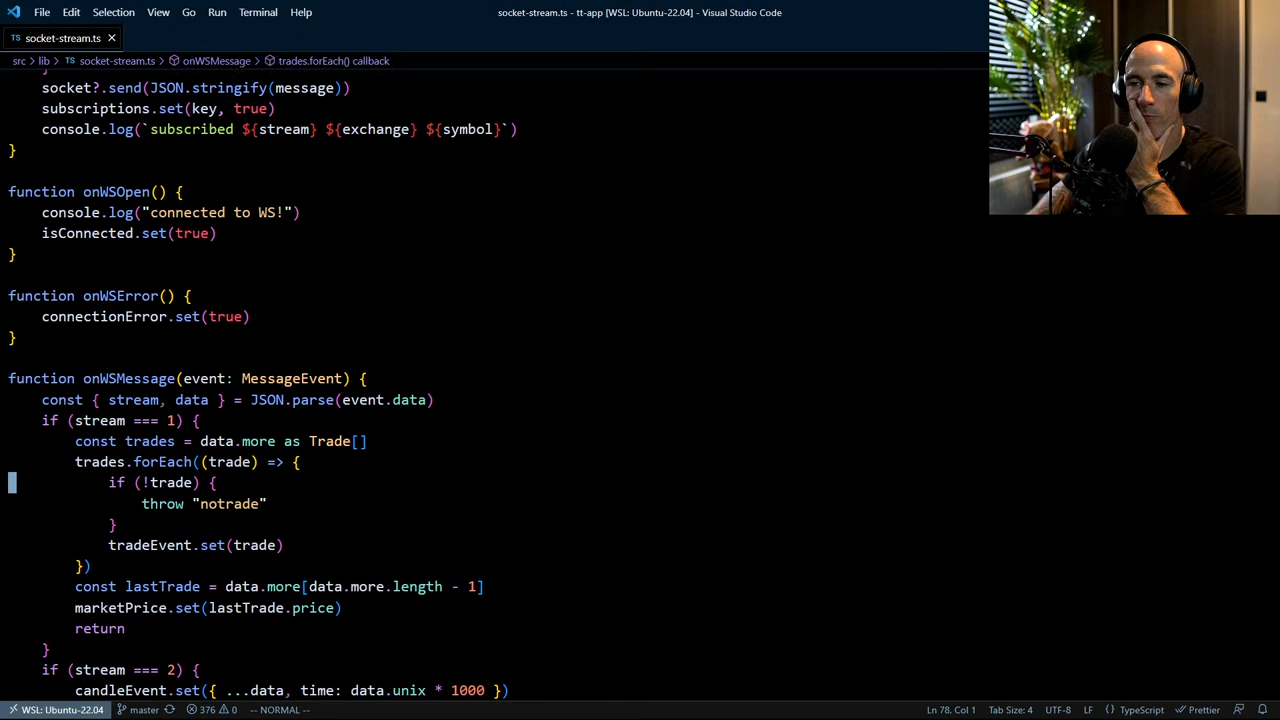 File Edit Selection View Go Run Terminal Help
socket-stream.ts - tt-app [WSL: Ubuntu-22.04] - Visual Studio Code
TS socket-stream.ts ×
src > lib > TS socket-stream.ts > onWSMessage > trades.forEach() callback
socket?.send(JSON.stringify(message))
subscriptions.set(key, true)
console.log(`subscribed ${stream} ${exchange} ${symbol}`)
}
function onWSOpen() {
console.log("connected to WS!")
isConnected.set(true)
}
function onWSError() {
connectionError.set(true)
}
function onWSMessage(event: MessageEvent) {
const { stream, data } = JSON.parse(event.data)
if (stream === 1) {
const trades = data.more as Trade[]
trades.forEach((trade) => {
if (!trade) {
throw "notrade"
}
tradeEvent.set(trade)
})
const lastTrade = data.more[data.more.length - 1]
marketPrice.set(lastTrade.price)
return
}
if (stream === 2) {
candleEvent.set({ ...data, time: data.unix * 1000 })
WSL: Ubuntu-22.04 master 376 0 -- NORMAL -- Ln 78, Col 1 Tab Size: 4 UTF-8 LF {} TypeScript Prettier